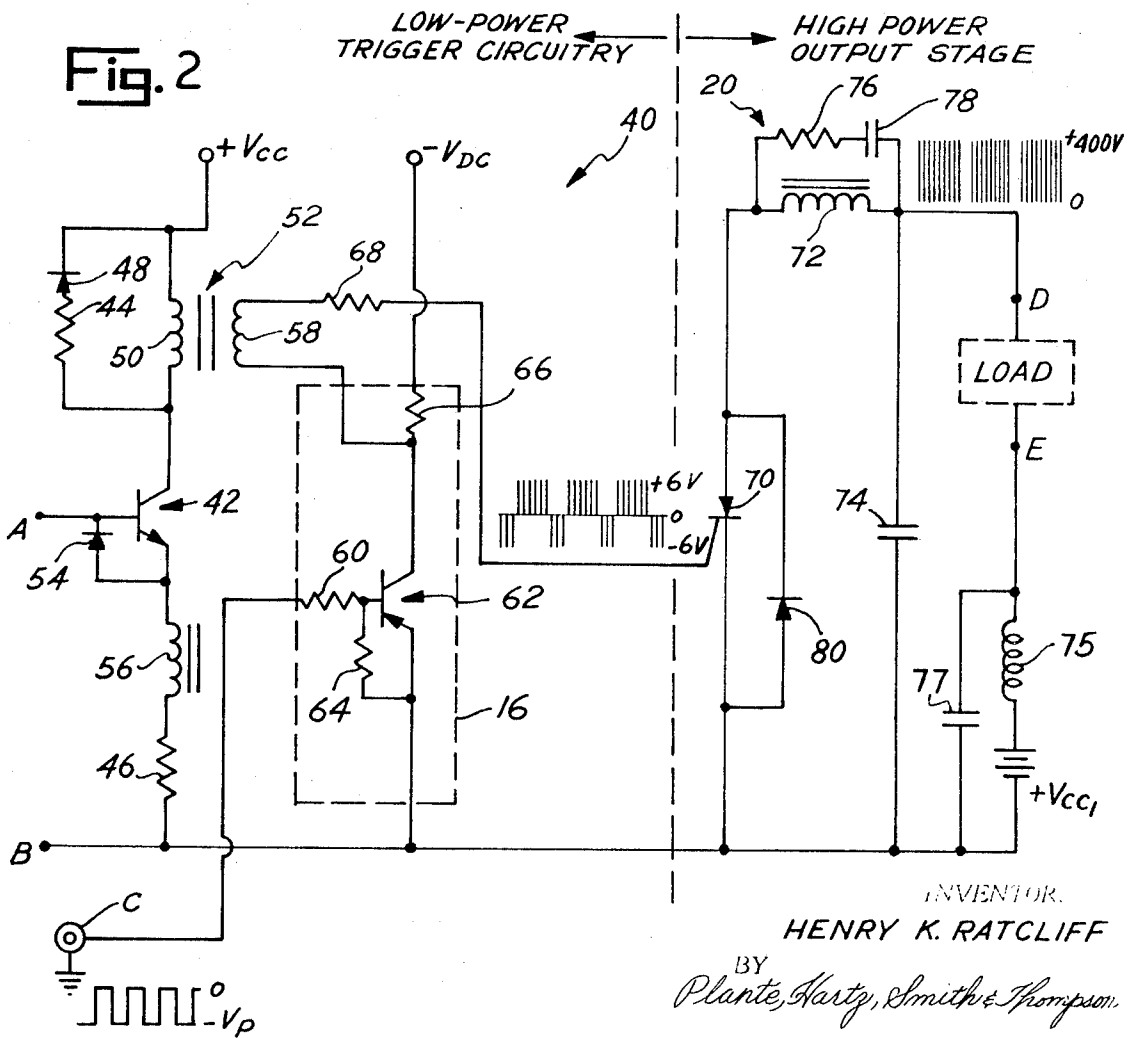 LOW-POWER
TRIGGER CIRCUITRY
HIGH POWER
OUTPUT STAGE
Fig. 2
20
76
78
40
+400V
0
+Vcc
-VDC
52
72
68
48
44
50
58
D
LOAD
66
E
42
A
+6V
0
-6V
70
74
54
60
62
56
80
75
64
16
77
46
+Vcc1
B
C
INVENTOR.
HENRY K. RATCLIFF
BY
Plante, Hartz, Smith & Thompson.
0
-Vp